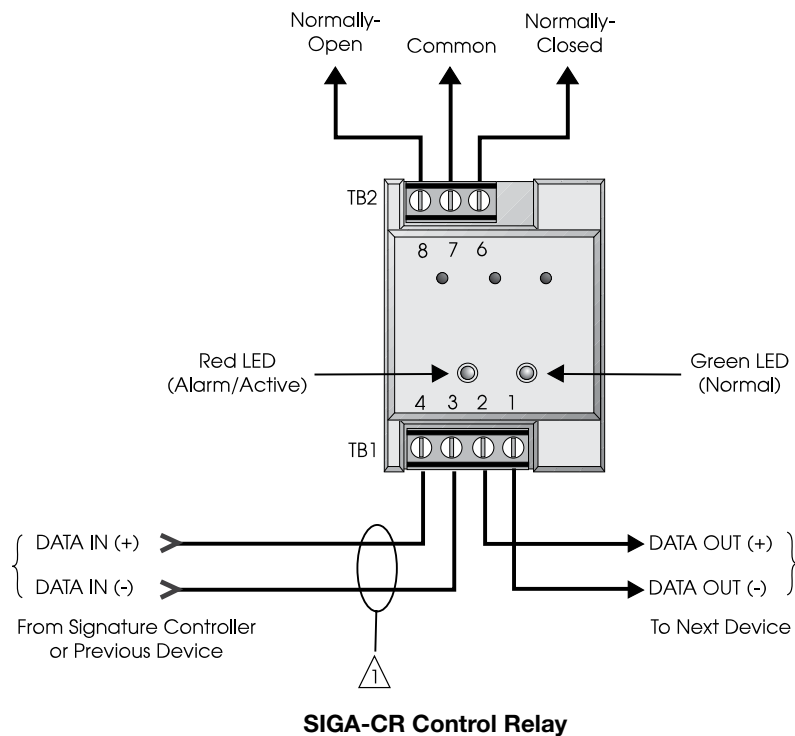 Normally-
Open
Common
Normally-
Closed
TB2
8 7 6
Red LED
(Alarm/Active)
Green LED
(Normal)
4 3 2 1
TB1
DATA IN (+)
DATA OUT (+)
DATA IN (-)
DATA OUT (-)
From Signature Controller
or Previous Device
To Next Device
1
SIGA-CR Control Relay